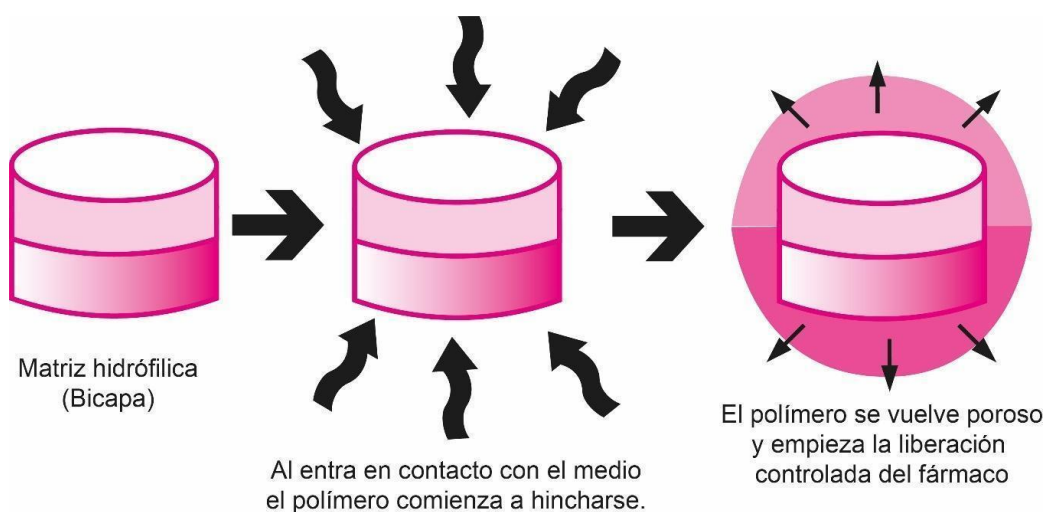 Matriz hidrófilica
(Bicapa)
Al entra en contacto con el medio
el polímero comienza a hincharse.
El polímero se vuelve poroso
y empieza la liberación
controlada del fármaco